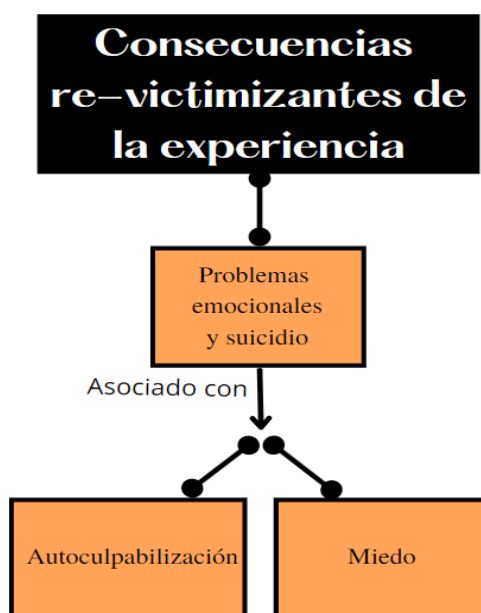 Consecuencias
re-victimizantes de
la experiencia
Problemas
emocionales
y suicidio
Asociado con
Autoculpabilización
Miedo